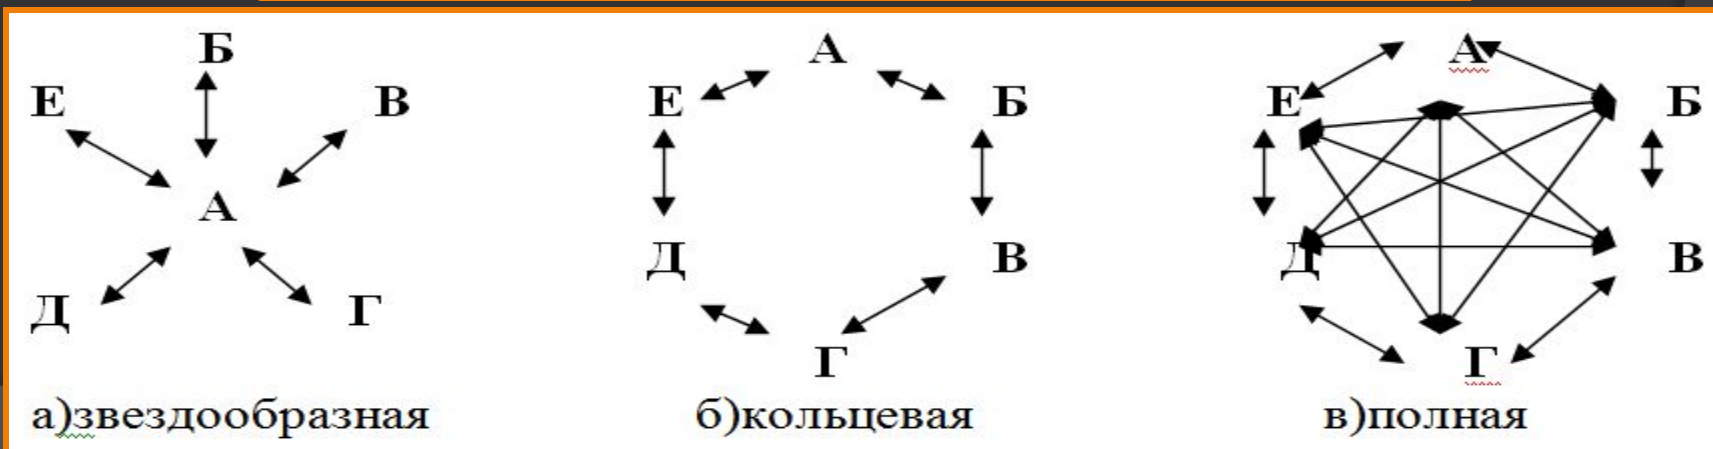 Б
Е
В
А
Д
Г
а)звездообразная
А
Е
Б
Д
В
Г
б)кольцевая
А
Е
Б
Д
В
Г
в)полная